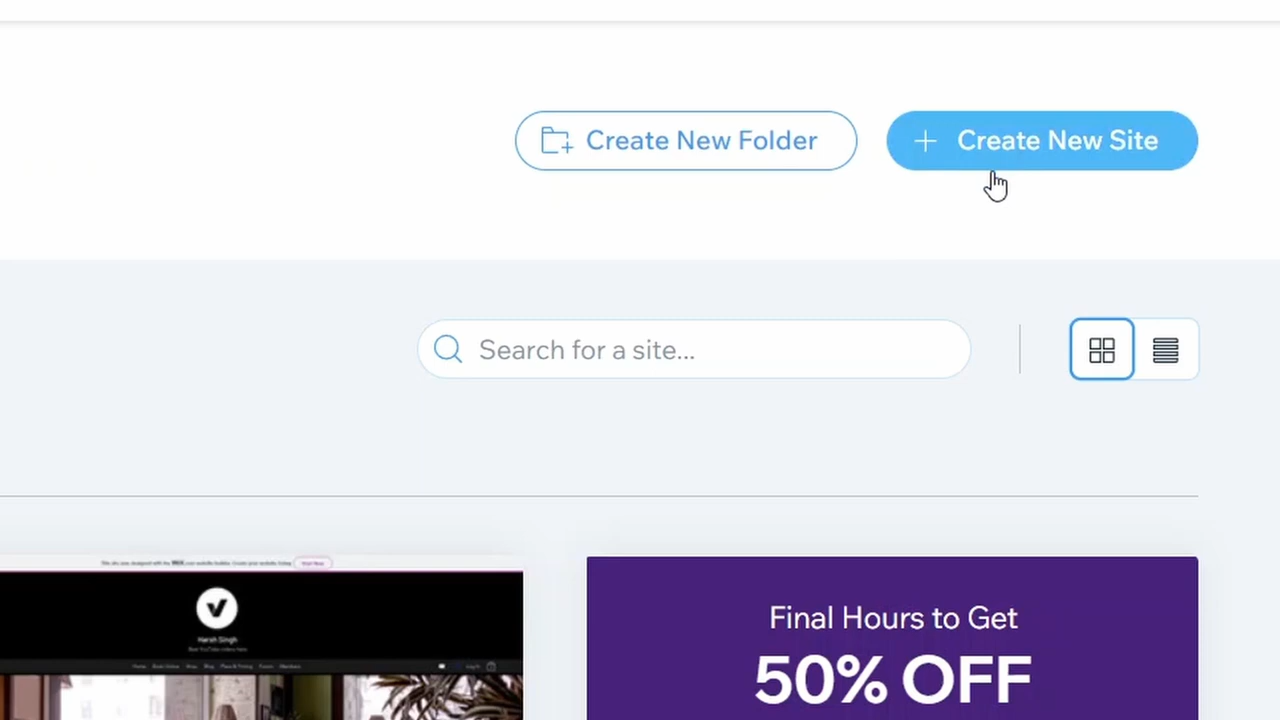 Create New Folder
Create New Site
Search for a site...
Harsh Singh
Final Hours to Get
50% OFF